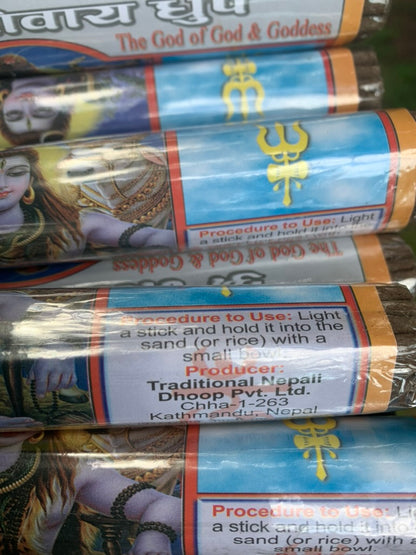 धुप
The God of God & Goddess
Procedure to Use: Light
a stick and hold it into the
The God of God & Goddess
Procedure to Use: Light
a stick and hold it into the
sand (or rice) with a
small bowl.
Producer:
Traditional Nepali
Dhoop Pvt. Ltd.
Chha-1-263
Kathmandu, Nepal
Procedure to Use: Light
a stick and hold it into the
sand (or rice) with a
small bowl.